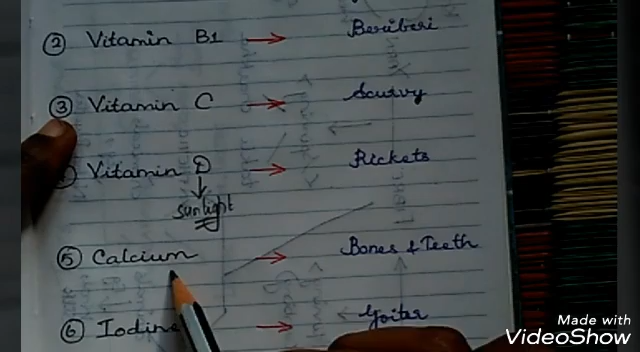 ② Vitamin B1 → Beriberi
③ Vitamin C → Scurvy
Vitamin D → Rickets
↓
sunlight
⑤ Calcium → Bones & Teeth
⑥ Iodine → Goiter
Made with
VideoShow